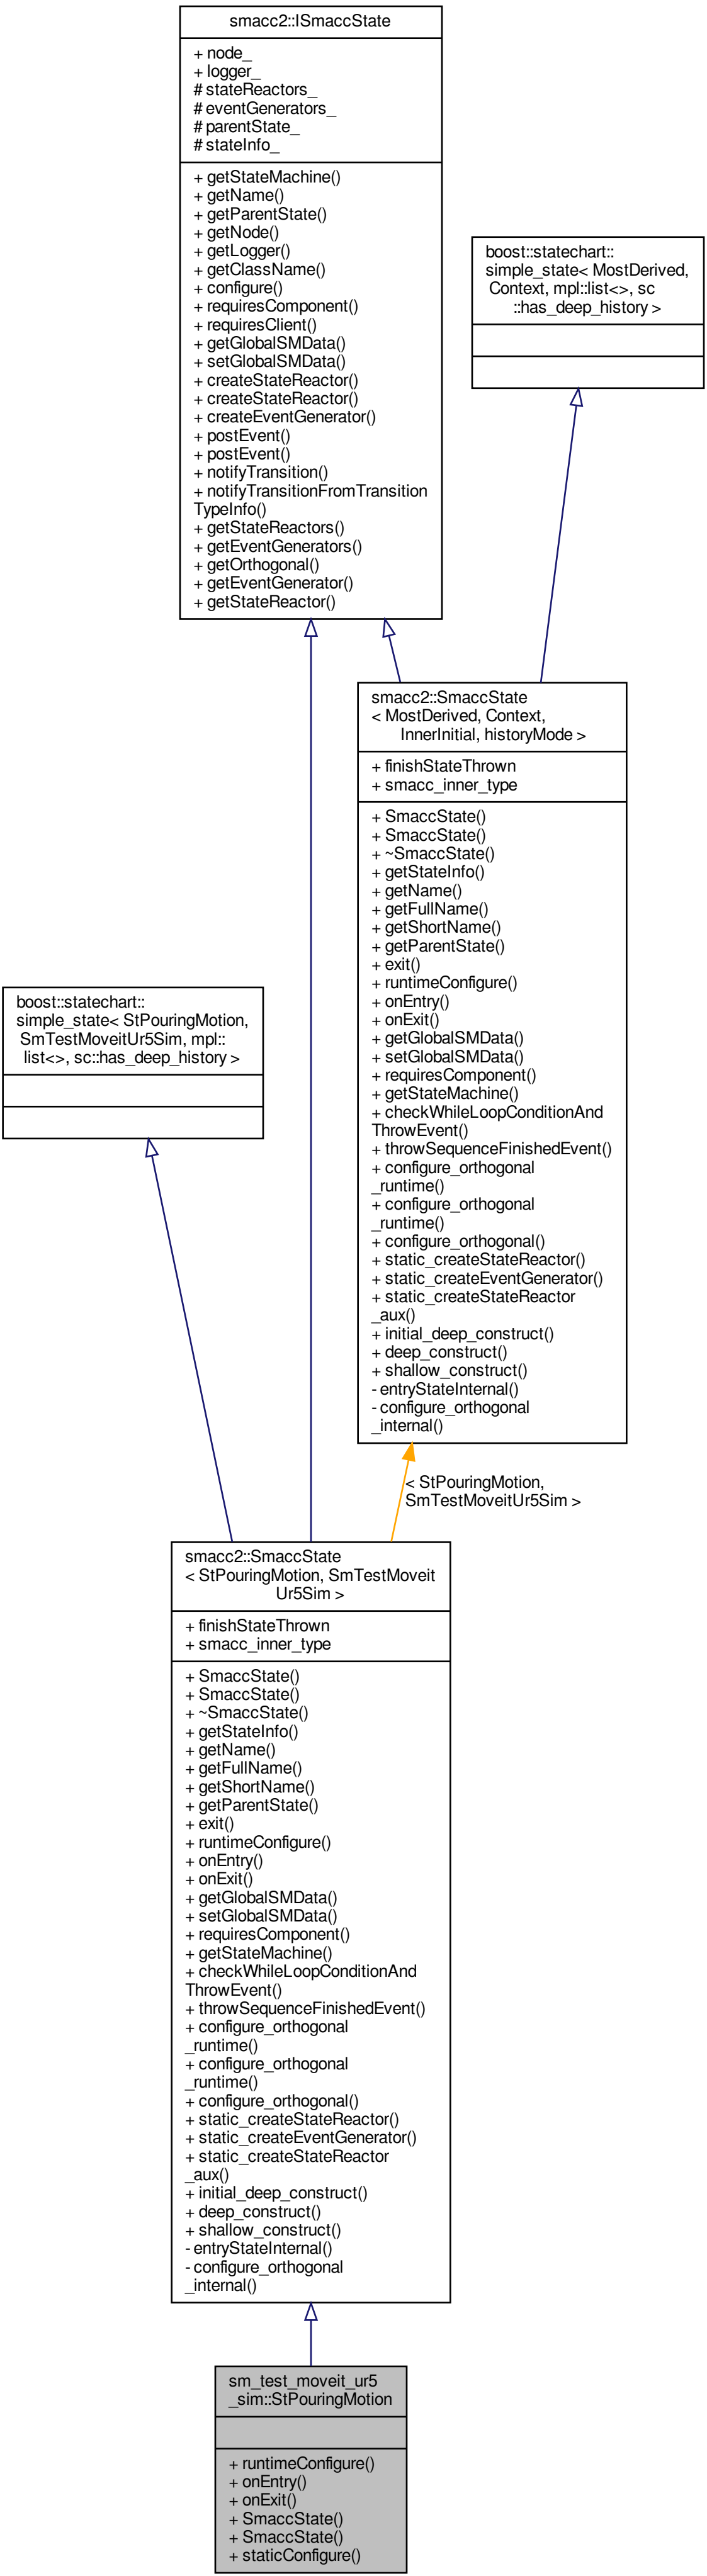 smacc2::ISmaccState
+ node_
+ logger_
# stateReactors_
# eventGenerators_
# parentState_
# stateInfo_
+ getStateMachine()
+ getName()
+ getParentState()
+ getNode()
+ getLogger()
+ getClassName()
+ configure()
+ requiresComponent()
+ requiresClient()
+ getGlobalSMData()
+ setGlobalSMData()
+ createStateReactor()
+ createStateReactor()
+ createEventGenerator()
+ postEvent()
+ postEvent()
+ notifyTransition()
+ notifyTransitionFromTransition
TypeInfo()
+ getStateReactors()
+ getEventGenerators()
+ getOrthogonal()
+ getEventGenerator()
+ getStateReactor()
boost::statechart::
simple_state< MostDerived,
Context, mpl::list<>, sc
::has_deep_history >
smacc2::SmaccState
< MostDerived, Context,
InnerInitial, historyMode >
+ finishStateThrown
+ smacc_inner_type
+ SmaccState()
+ SmaccState()
+ ~SmaccState()
+ getStateInfo()
+ getName()
+ getFullName()
+ getShortName()
+ getParentState()
+ exit()
+ runtimeConfigure()
+ onEntry()
+ onExit()
+ getGlobalSMData()
+ setGlobalSMData()
+ requiresComponent()
+ getStateMachine()
+ checkWhileLoopConditionAnd
ThrowEvent()
+ throwSequenceFinishedEvent()
+ configure_orthogonal
_runtime()
+ configure_orthogonal
_runtime()
+ configure_orthogonal()
+ static_createStateReactor()
+ static_createEventGenerator()
+ static_createStateReactor
_aux()
+ initial_deep_construct()
+ deep_construct()
+ shallow_construct()
- entryStateInternal()
- configure_orthogonal
_internal()
boost::statechart::
simple_state< StPouringMotion,
SmTestMoveitUr5Sim, mpl::
list<>, sc::has_deep_history >
< StPouringMotion,
SmTestMoveitUr5Sim >
smacc2::SmaccState
< StPouringMotion, SmTestMoveit
Ur5Sim >
+ finishStateThrown
+ smacc_inner_type
+ SmaccState()
+ SmaccState()
+ ~SmaccState()
+ getStateInfo()
+ getName()
+ getFullName()
+ getShortName()
+ getParentState()
+ exit()
+ runtimeConfigure()
+ onEntry()
+ onExit()
+ getGlobalSMData()
+ setGlobalSMData()
+ requiresComponent()
+ getStateMachine()
+ checkWhileLoopConditionAnd
ThrowEvent()
+ throwSequenceFinishedEvent()
+ configure_orthogonal
_runtime()
+ configure_orthogonal
_runtime()
+ configure_orthogonal()
+ static_createStateReactor()
+ static_createEventGenerator()
+ static_createStateReactor
_aux()
+ initial_deep_construct()
+ deep_construct()
+ shallow_construct()
- entryStateInternal()
- configure_orthogonal
_internal()
sm_test_moveit_ur5
_sim::StPouringMotion
+ runtimeConfigure()
+ onEntry()
+ onExit()
+ SmaccState()
+ SmaccState()
+ staticConfigure()